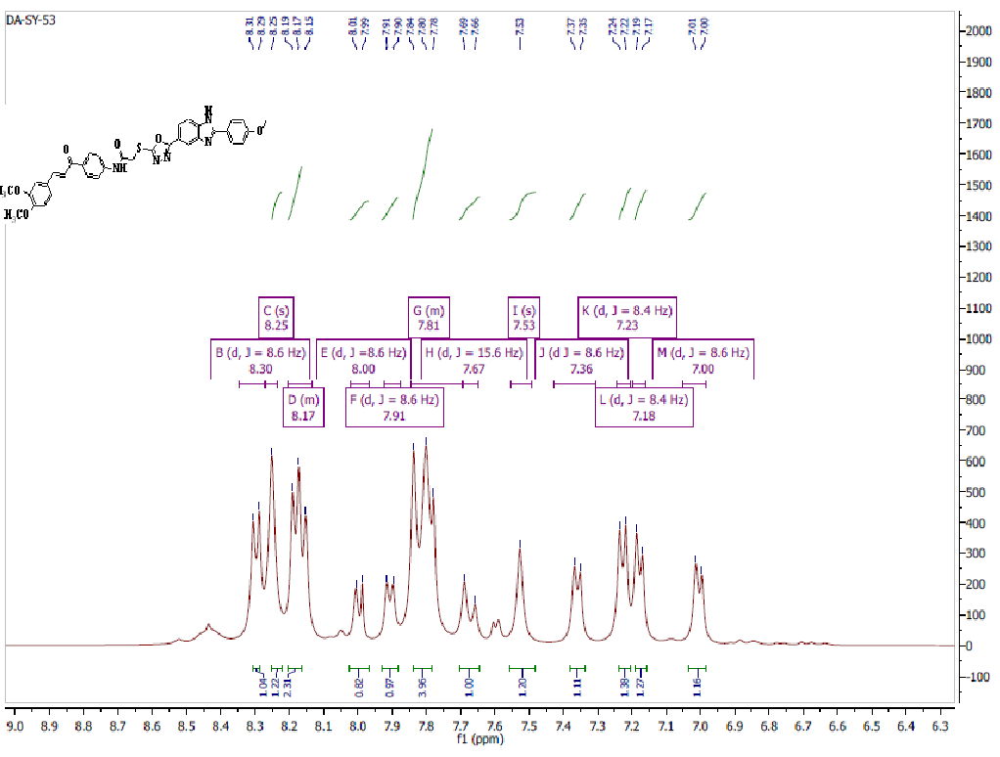 DA-SY-53
8.31 8.29 8.25 8.19 8.17 8.15 8.01 7.99 7.91 7.90 7.84 7.80 7.78 7.69 7.66 7.53 7.37 7.35 7.24 7.22 7.19 7.17 7.01 7.00
H
N
N
O
O
N N
S
O
NH
O
H3CO
H3CO
C (s)
8.25
G (m)
7.81
I (s)
7.53
K (d, J = 8.4 Hz)
7.23
B (d, J = 8.6 Hz)
8.30
E (d, J =8.6 Hz)
8.00
H (d, J = 15.6 Hz)
7.67
J (d J = 8.6 Hz)
7.36
M (d, J = 8.6 Hz)
7.00
D (m)
8.17
F (d, J = 8.6 Hz)
7.91
L (d, J = 8.4 Hz)
7.18
2000
1900
1800
1700
1600
1500
1400
1300
1200
1100
1000
900
800
700
600
500
400
300
200
100
0
-100
1.04 1.22 2.31 0.82 0.97 3.96 1.00 1.20 1.11 1.38 1.27 1.16
9.0 8.9 8.8 8.7 8.6 8.5 8.4 8.3 8.2 8.1 8.0 7.9 7.8 7.7 7.6 7.5 7.4 7.3 7.2 7.1 7.0 6.9 6.8 6.7 6.6 6.5 6.4 6.3
f1 (ppm)